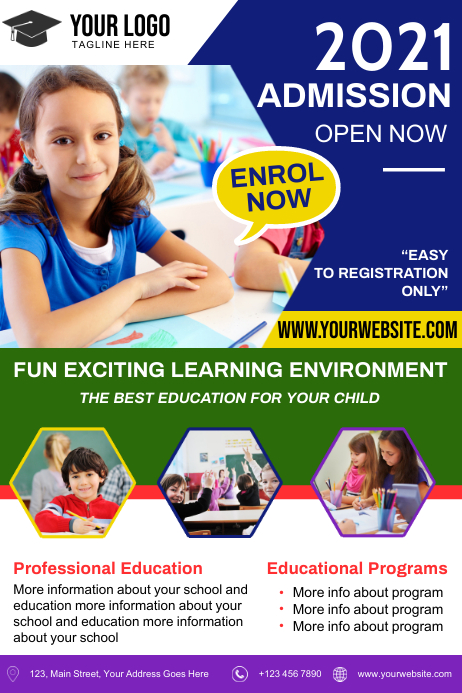 YOUR LOGO
TAGLINE HERE
2021
ADMISSION
OPEN NOW
ENROL
NOW
“EASY
TO REGISTRATION
ONLY”
WWW.YOURWEBSITE.COM
FUN EXCITING LEARNING ENVIRONMENT
THE BEST EDUCATION FOR YOUR CHILD
Professional Education
More information about your school and
education more information about your
school and education more information
about your school
Educational Programs
• More info about program
• More info about program
• More info about program
123, Main Street, Your Address Goes Here
+123 456 7890
www.yourwebsite.com